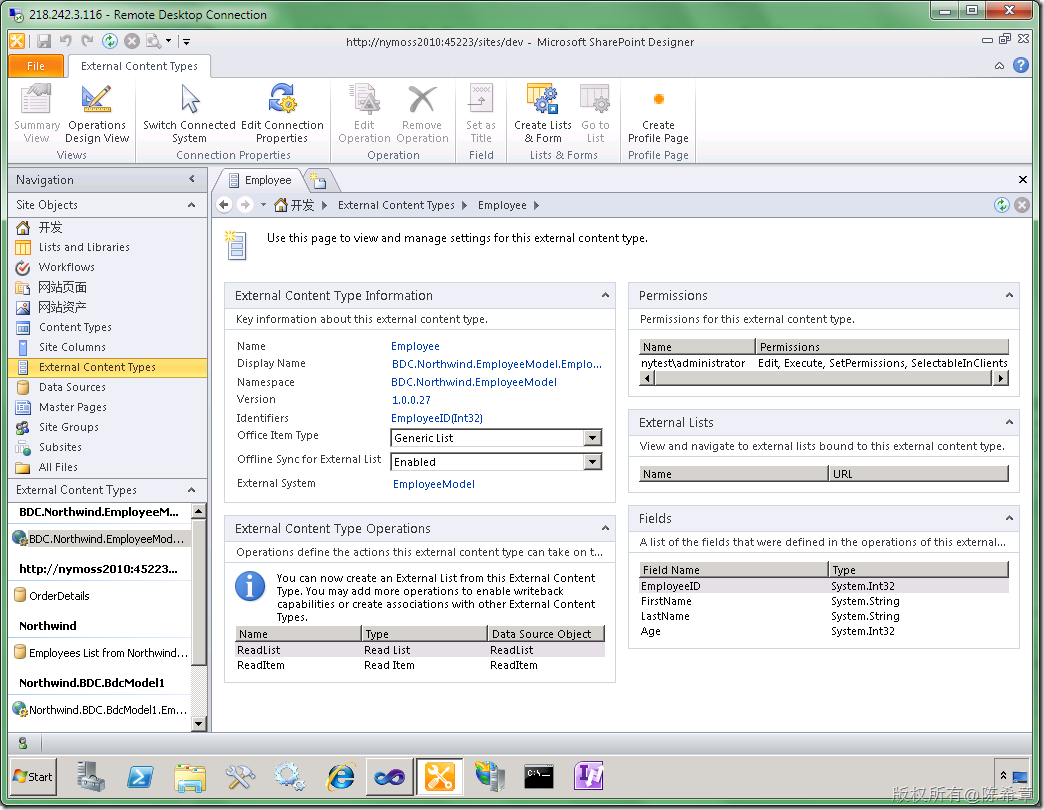 218.242.3.116 - Remote Desktop Connection
http://nymoss2010:45223/sites/dev - Microsoft SharePoint Designer
File
External Content Types
Summary View
Operations Design View
Views
Switch Connected System
Edit Connection Properties
Connection Properties
Edit Operation
Remove Operation
Operation
Set as Title
Field
Create Lists & Form
Go to List
Lists & Forms
Create Profile Page
Profile Page
Navigation
Site Objects
开发
Lists and Libraries
Workflows
网站页面
网站资产
Content Types
Site Columns
External Content Types
Data Sources
Master Pages
Site Groups
Subsites
All Files
External Content Types
BDC.Northwind.EmployeeM...
BDC.Northwind.EmployeeMod...
http://nymoss2010:45223...
OrderDetails
Northwind
Employees List from Northwind...
Northwind.BDC.BdcModel1
Northwind.BDC.BdcModel1.Em...
Employee
开发 External Content Types Employee
Use this page to view and manage settings for this external content type.
External Content Type Information
Key information about this external content type.
Name Employee
Display Name BDC.Northwind.EmployeeModel.Emplo...
Namespace BDC.Northwind.EmployeeModel
Version 1.0.0.27
Identifiers EmployeeID(Int32)
Office Item Type Generic List
Offline Sync for External List Enabled
External System EmployeeModel
External Content Type Operations
Operations define the actions this external content type can take on t...
You can now create an External List from this External Content
Type. You may add more operations to enable writeback
capabilities or create associations with other External Content
Types.
Name Type Data Source Object
ReadList Read List ReadList
ReadItem Read Item ReadItem
Permissions
Permissions for this external content type.
Name Permissions
nytest\administrator Edit, Execute, SetPermissions, SelectableInClients
External Lists
View and navigate to external lists bound to this external content type.
Name URL
Fields
A list of the fields that were defined in the operations of this external...
Field Name Type
EmployeeID System.Int32
FirstName System.String
LastName System.String
Age System.Int32
Start
版权所有@陈希章